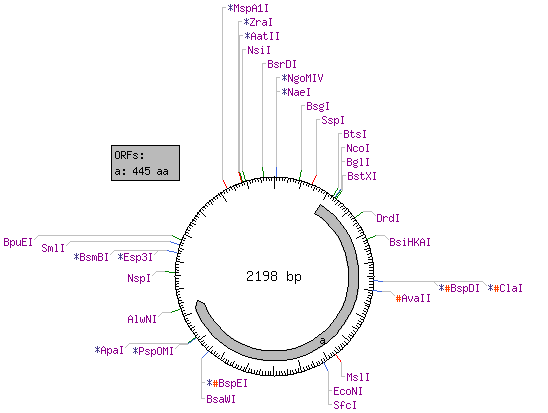 *MspA1I
*ZraI
*AatII
NsiI
BsrDI
*NgoMIV
*NaeI
BsgI
SspI
BtsI
NcoI
BglI
BstXI
ORFs:
a: 445 aa
DrdI
BsiHKAI
BpuEI
SmlI
*BsmBI *Esp3I
NspI
2198 bp
*#BspDI *#ClaI
#AvaII
AlwNI
a
*ApaI *PspOMI
*#BspEI
BsaWI
MslI
EcoNI
SfcI